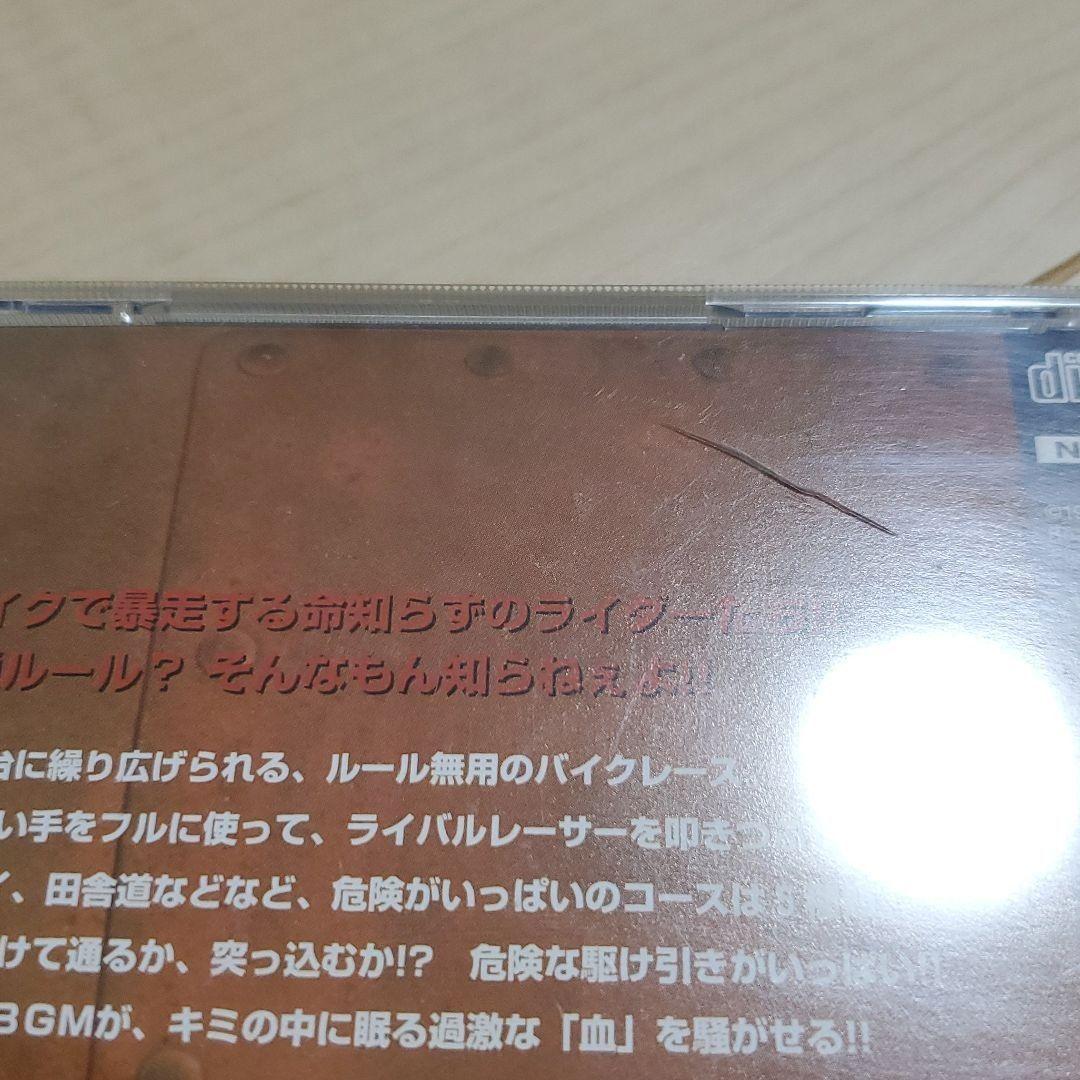 イクで暴走する命知らずのライダーたち!!
ルール? そんなもん知らねぇよ!!
台に繰り広げられる、ルール無用のバイクレース
い手をフルに使って、ライバルレーサーを叩きつ
、田舎道などなど、危険がいっぱいのコースは5
けて通るか、突っ込むか!? 危険な駆け引きがいっぱい!!
BGMが、キミの中に眠る過激な「血」を騒がせる!!
di
N